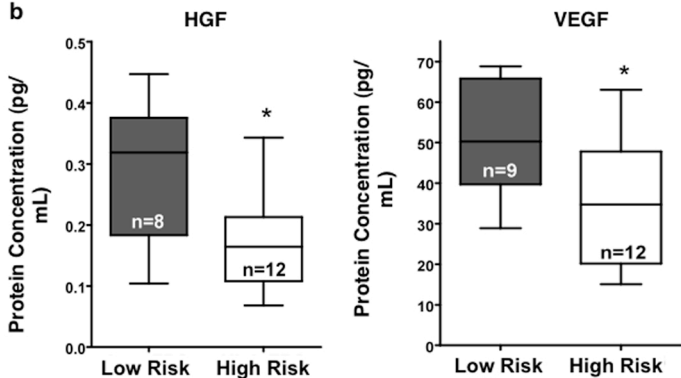 b
HGF
Protein Concentration (pg/
mL)
0.5
0.4
0.3
0.2
0.1
0.0
*
n=8
n=12
Low Risk High Risk
VEGF
Protein Concentration (pg/
mL)
70
60
50
40
30
20
10
0
*
n=9
n=12
Low Risk High Risk